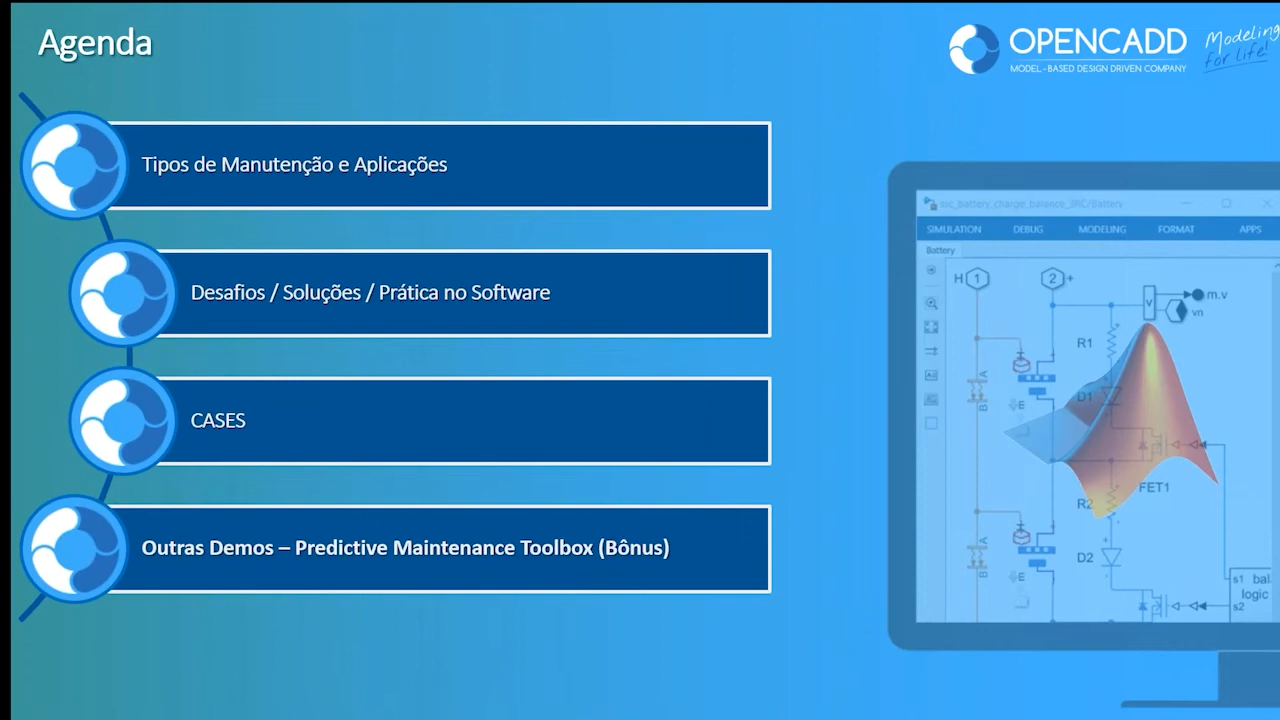 Agenda
OPENCADD
MODEL-BASED DESIGN DRIVEN COMPANY
Modeling
for life!
Tipos de Manutenção e Aplicações
Desafios / Soluções / Prática no Software
CASES
Outras Demos – Predictive Maintenance Toolbox (Bônus)
SIMULATION DEBUG MODELING FORMAT APPS
Battery
H 1 2 +
m.v
V
vn
R1
A
B
E
D1
FET1
R2
A
B
E
D2
s1 bal
logic
s2